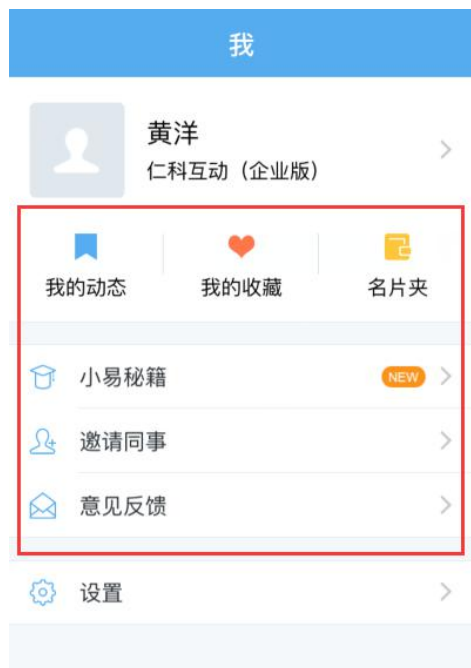 我
黄洋
仁科互动（企业版）
我的动态 我的收藏 名片夹
小易秘籍 NEW
邀请同事
意见反馈
设置